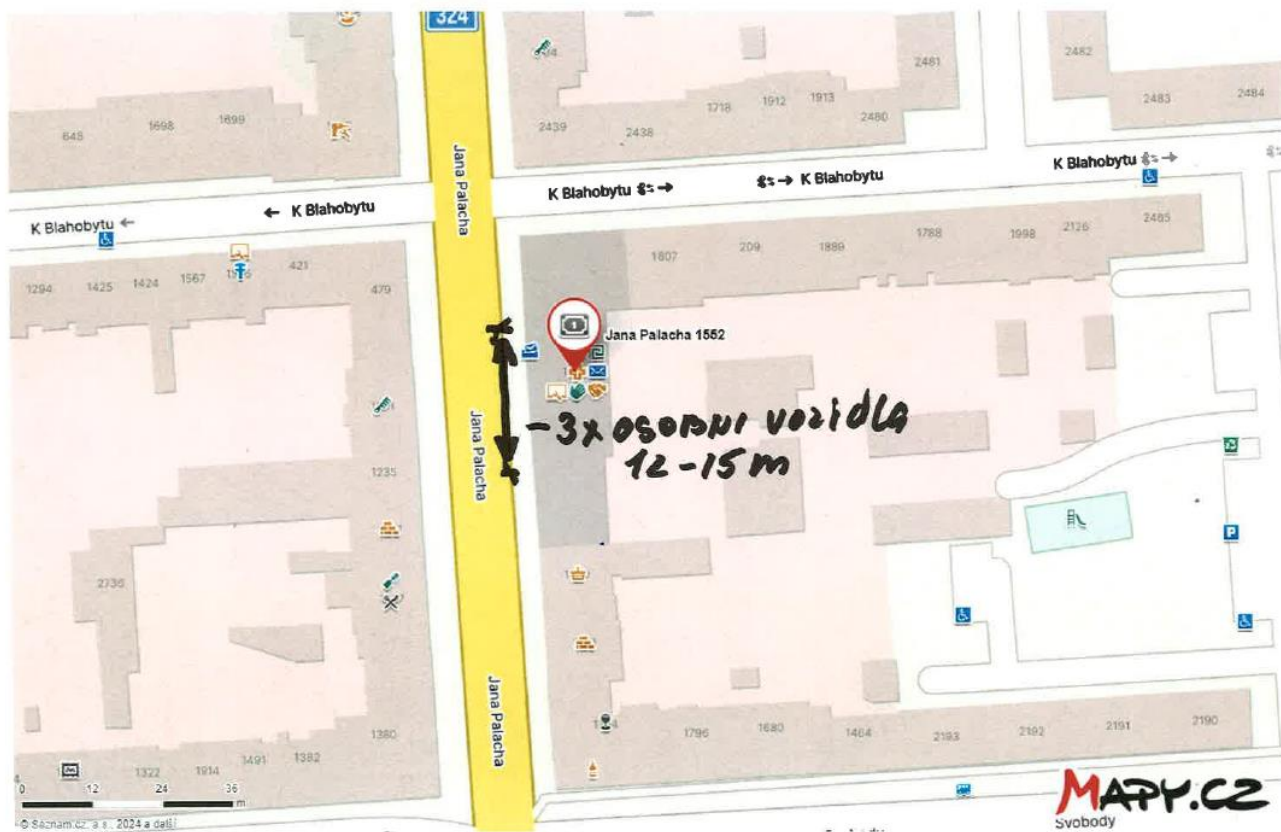 324
2481
2482
2439
2438
1718
1912
1913
2480
2483
2484
648
1698
1699
Jana Palacha
K Blahobytu →
→ K Blahobytu
K Blahobytu →
K Blahobytu ←
← K Blahobytu
1807
209
1889
1788
1998
2126
2485
1294
1425
1424
1567
421
479
1
Jana Palacha 1552
- 3x osobní vozidla
12-15 m
Jana Palacha
1235
P
2736
Jana Palacha
1380
1796
1680
1464
2193
2192
2191
2190
1322
1914
1491
1382
0 12 24 36
m
© Seznam.cz, a.s., 2024 a další
MAPY.CZ
Svobody